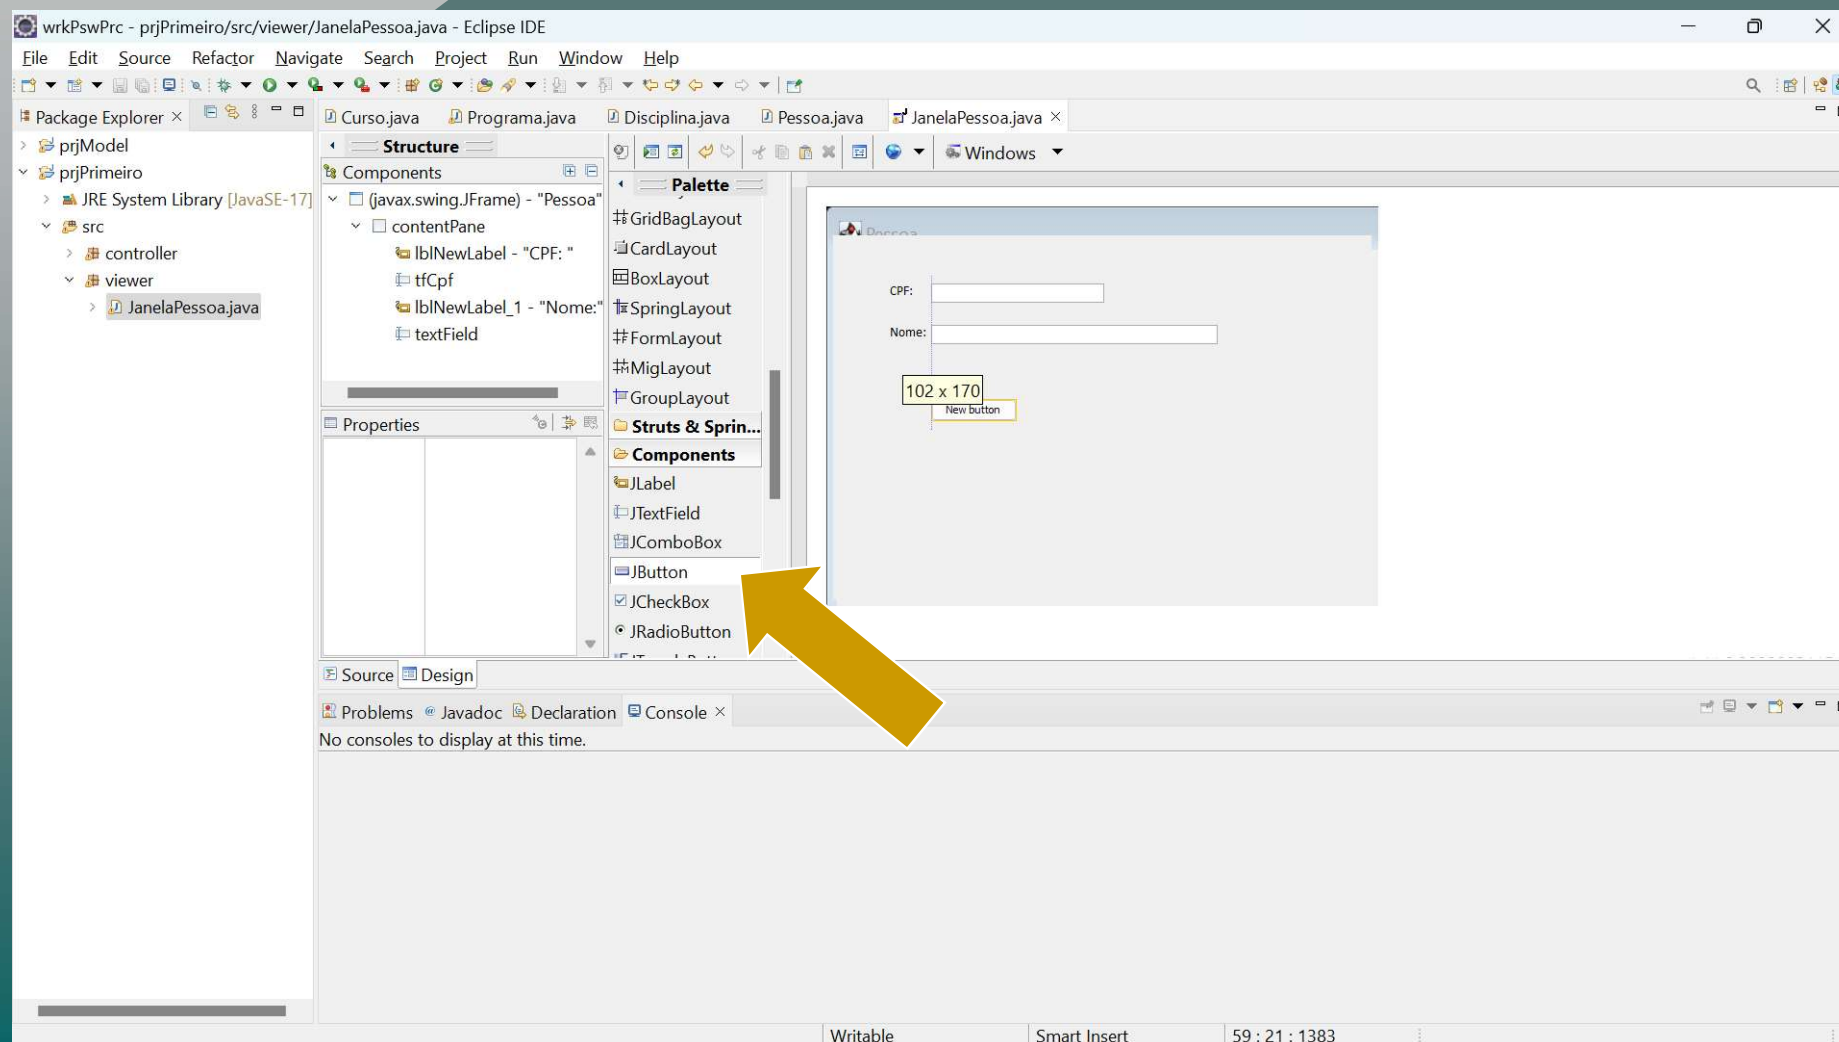 wrkPswPrc - prjPrimeiro/src/viewer/JanelaPessoa.java - Eclipse IDE
File Edit Source Refactor Navigate Search Project Run Window Help
Package Explorer
Curso.java Programa.java Disciplina.java Pessoa.java JanelaPessoa.java
prjModel
prjPrimeiro
JRE System Library [JavaSE-17]
src
controller
viewer
JanelaPessoa.java
Structure
Components
(javax.swing.JFrame) - "Pessoa"
contentPane
lblNewLabel - "CPF: "
tfCpf
lblNewLabel_1 - "Nome:"
textField
Properties
Windows
Palette
GridBagLayout
CardLayout
BoxLayout
SpringLayout
FormLayout
MigLayout
GroupLayout
Struts & Sprin...
Components
JLabel
JTextField
JComboBox
JButton
JCheckBox
JRadioButton
Pessoa
CPF:
Nome:
102 x 170
New button
Source Design
Problems Javadoc Declaration Console
No consoles to display at this time.
Writable Smart Insert 59 : 21 : 1383